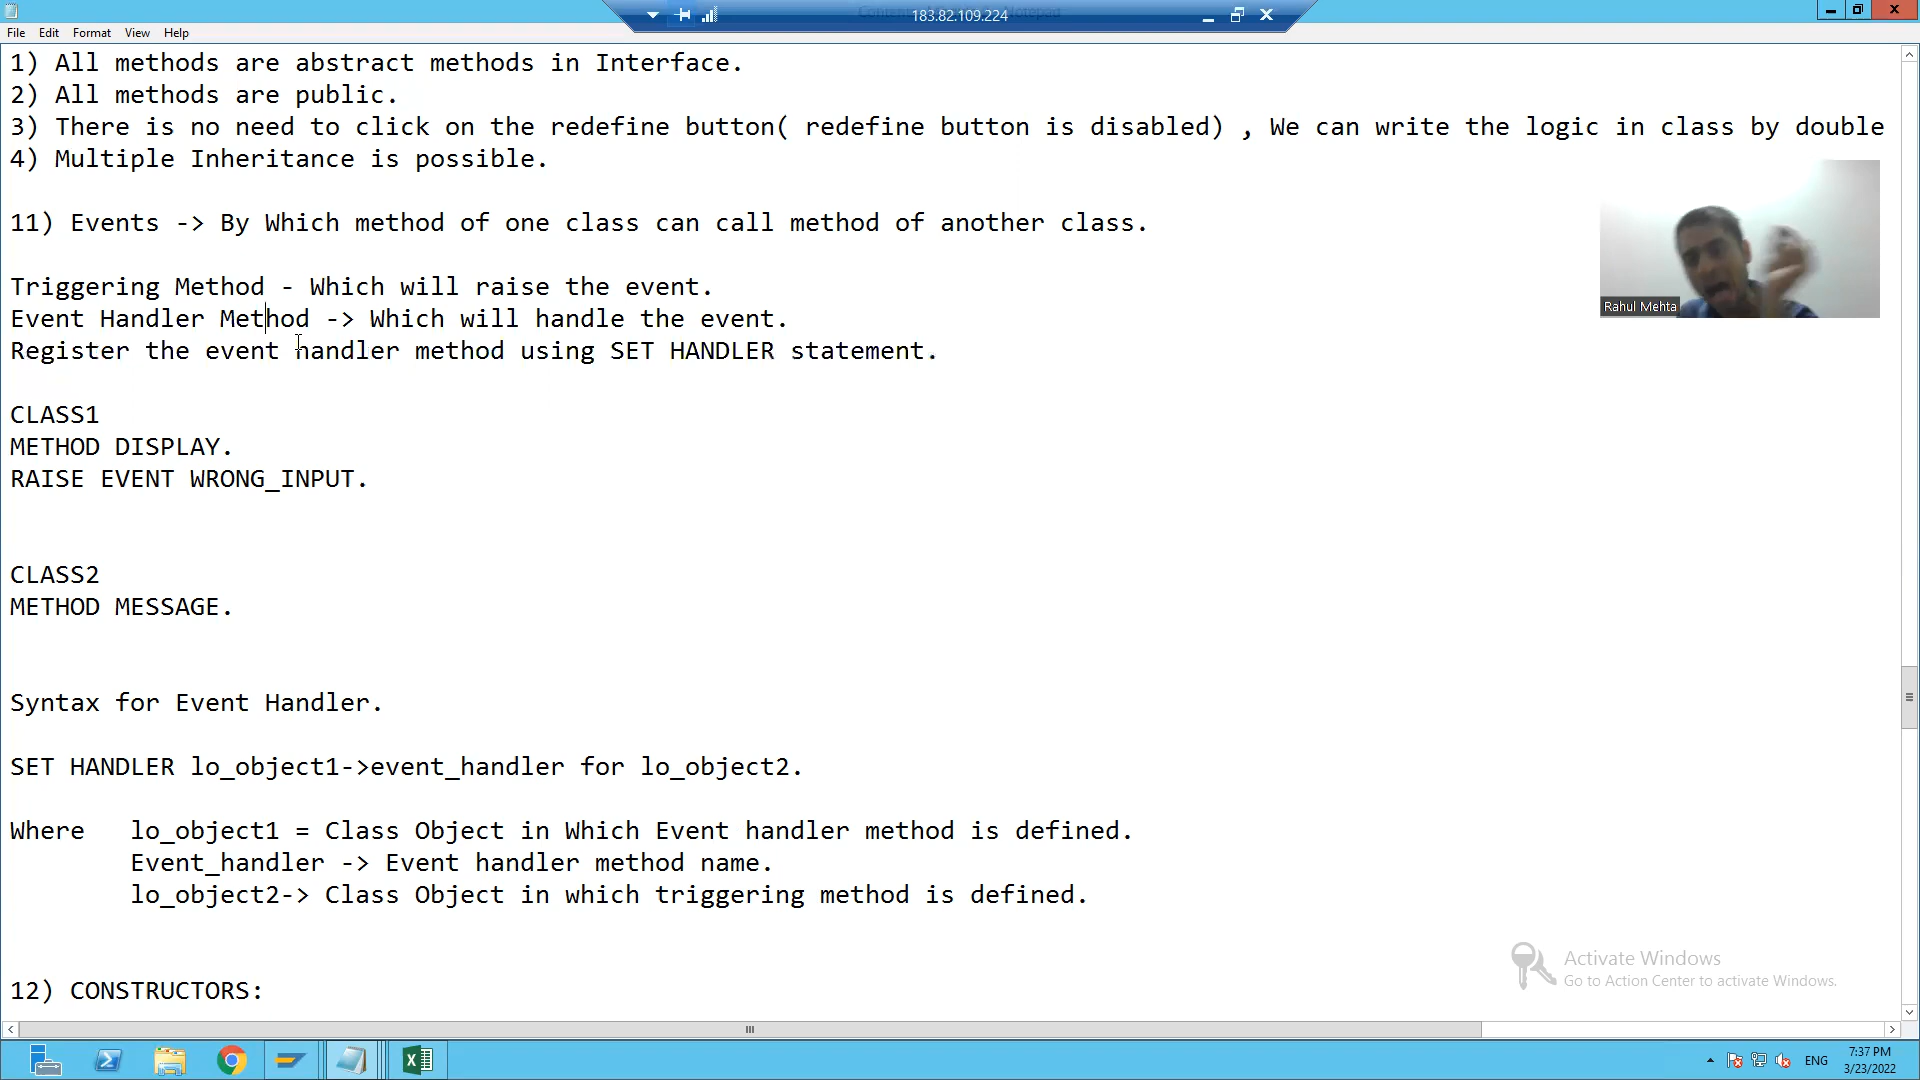 183.82.109.224
File Edit Format View Help
1) All methods are abstract methods in Interface.
2) All methods are public.
3) There is no need to click on the redefine button( redefine button is disabled) , We can write the logic in class by double
4) Multiple Inheritance is possible.
11) Events -> By Which method of one class can call method of another class.
Triggering Method - Which will raise the event.
Event Handler Method -> Which will handle the event.
Register the event handler method using SET HANDLER statement.
Rahul Mehta
CLASS1
METHOD DISPLAY.
RAISE EVENT WRONG_INPUT.
CLASS2
METHOD MESSAGE.
Syntax for Event Handler.
SET HANDLER lo_object1->event_handler for lo_object2.
Where lo_object1 = Class Object in Which Event handler method is defined.
Event_handler -> Event handler method name.
lo_object2-> Class Object in which triggering method is defined.
Activate Windows
Go to Action Center to activate Windows.
12) CONSTRUCTORS:
ENG
7:37 PM
3/23/2022